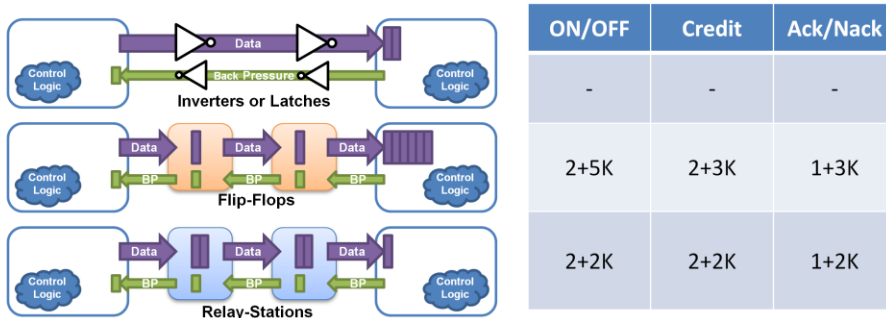 Control
Logic
Data
Back Pressure
Inverters or Latches
Control
Logic
Control
Logic
Data
Data
Data
BP
BP
BP
Flip-Flops
Control
Logic
Control
Logic
Data
Data
Data
BP
BP
BP
Relay-Stations
Control
Logic
ON/OFF Credit Ack/Nack
- - -
2+5K 2+3K 1+3K
2+2K 2+2K 1+2K